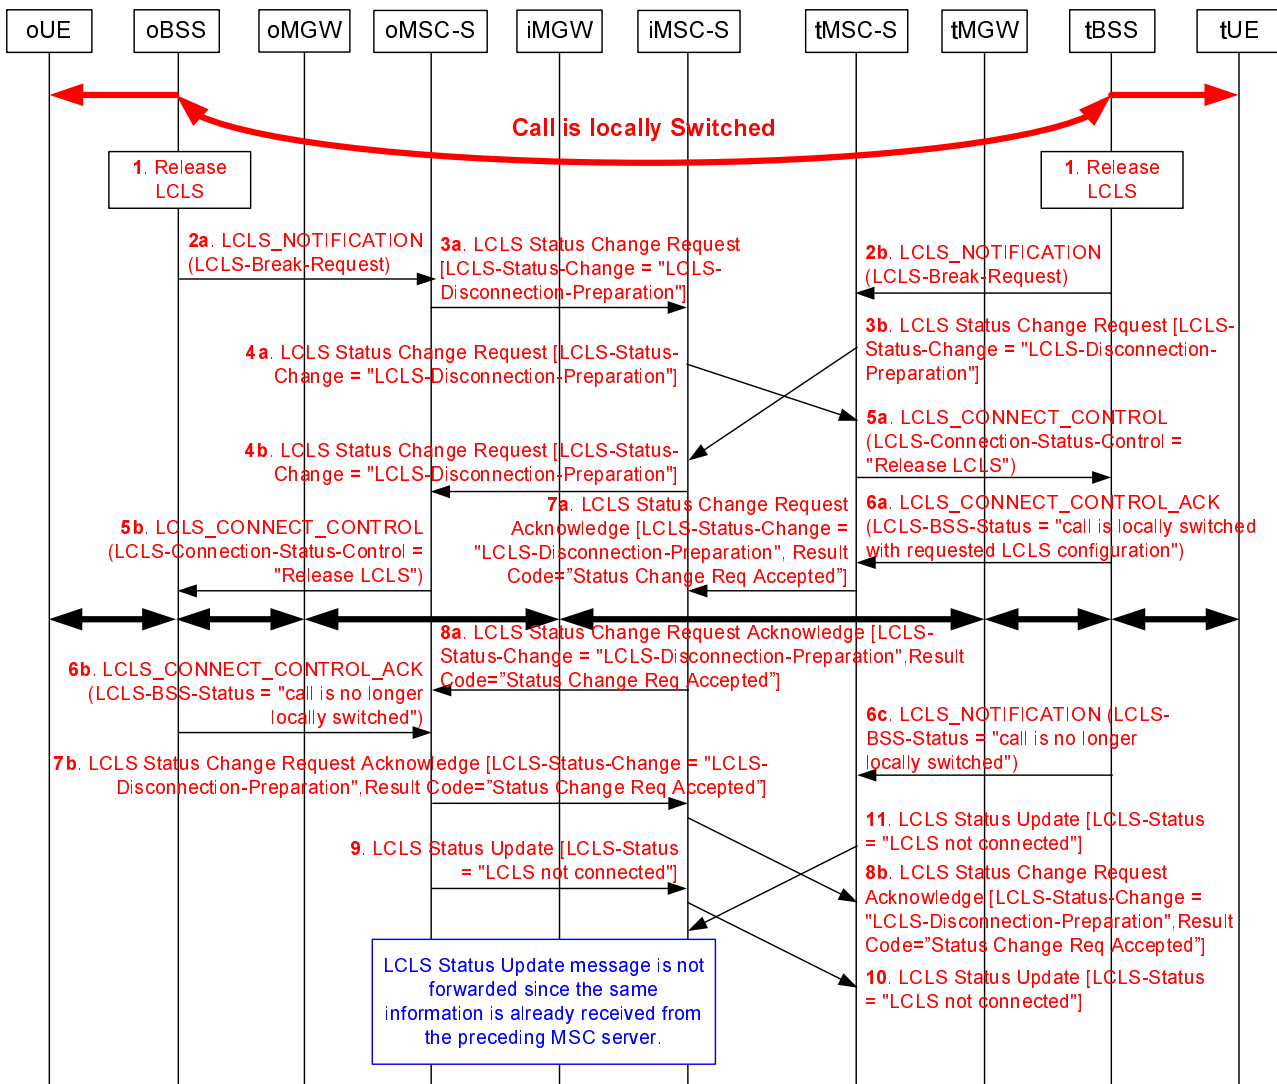 oUE oBSS oMGW oMSC-S iMGW iMSC-S tMSC-S tMGW tBSS tUE
Call is locally Switched
1. Release
LCLS
1. Release
LCLS
2a. LCLS_NOTIFICATION
(LCLS-Break-Request)
3a. LCLS Status Change Request
[LCLS-Status-Change = "LCLS-
Disconnection-Preparation"]
2b. LCLS_NOTIFICATION
(LCLS-Break-Request)
3b. LCLS Status Change Request [LCLS-
Status-Change = "LCLS-Disconnection-
Preparation"]
4a. LCLS Status Change Request [LCLS-Status-
Change = "LCLS-Disconnection-Preparation"]
5a. LCLS_CONNECT_CONTROL
(LCLS-Connection-Status-Control =
"Release LCLS")
4b. LCLS Status Change Request [LCLS-Status-
Change = "LCLS-Disconnection-Preparation"]
6a. LCLS_CONNECT_CONTROL_ACK
(LCLS-BSS-Status = "call is locally switched
with requested LCLS configuration")
7a. LCLS Status Change Request
Acknowledge [LCLS-Status-Change =
"LCLS-Disconnection-Preparation", Result
Code=”Status Change Req Accepted”]
5b. LCLS_CONNECT_CONTROL
(LCLS-Connection-Status-Control =
"Release LCLS")
8a. LCLS Status Change Request Acknowledge [LCLS-
Status-Change = "LCLS-Disconnection-Preparation",Result
Code=”Status Change Req Accepted”]
6b. LCLS_CONNECT_CONTROL_ACK
(LCLS-BSS-Status = "call is no longer
locally switched")
6c. LCLS_NOTIFICATION (LCLS-
BSS-Status = "call is no longer
locally switched")
7b. LCLS Status Change Request Acknowledge [LCLS-Status-Change = "LCLS-
Disconnection-Preparation",Result Code=”Status Change Req Accepted”]
11. LCLS Status Update [LCLS-Status
= "LCLS not connected"]
9. LCLS Status Update [LCLS-Status
= "LCLS not connected"]
8b. LCLS Status Change Request
Acknowledge [LCLS-Status-Change =
"LCLS-Disconnection-Preparation",Result
Code=”Status Change Req Accepted”]
10. LCLS Status Update [LCLS-Status
= "LCLS not connected"]
LCLS Status Update message is not
forwarded since the same
information is already received from
the preceding MSC server.